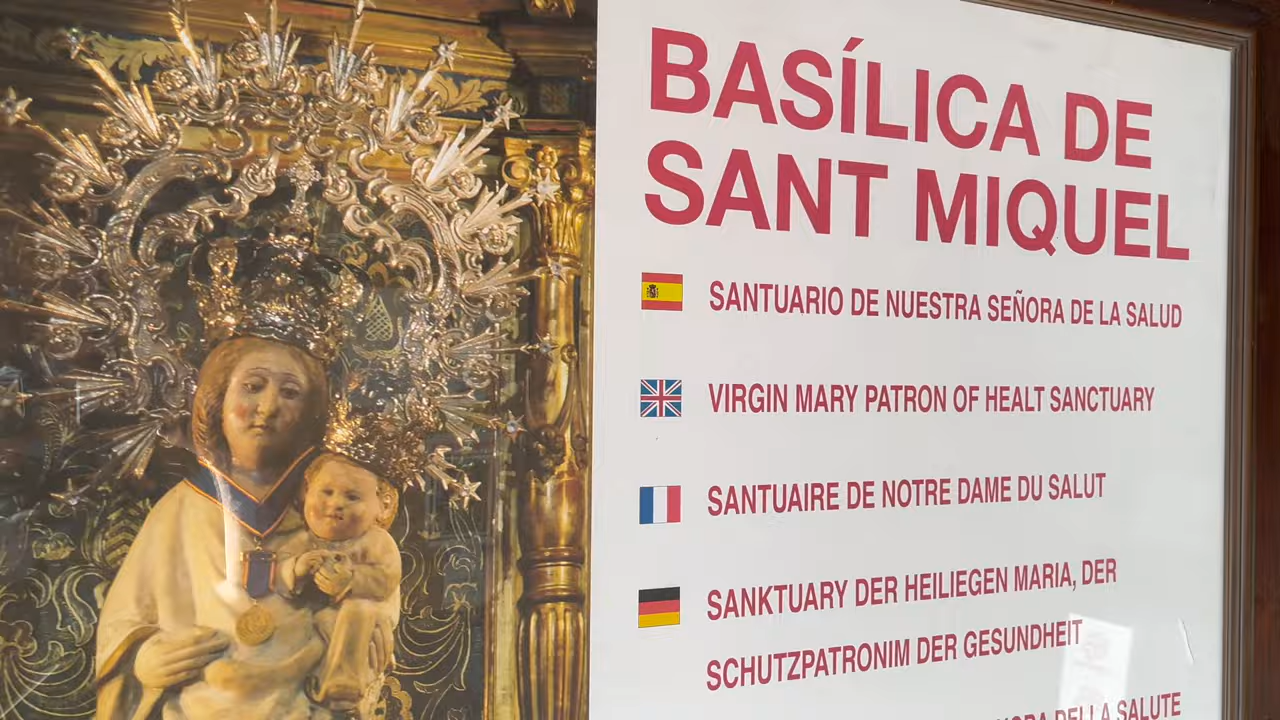 BASÍLICA DE
SANT MIQUEL
SANTUARIO DE NUESTRA SEÑORA DE LA SALUD
VIRGIN MARY PATRON OF HEALT SANCTUARY
SANTUAIRE DE NOTRE DAME DU SALUT
SANKTUARY DER HEILIEGEN MARIA, DER
SCHUTZPATRONIM DER GESUNDHEIT
DELLA SALUTE